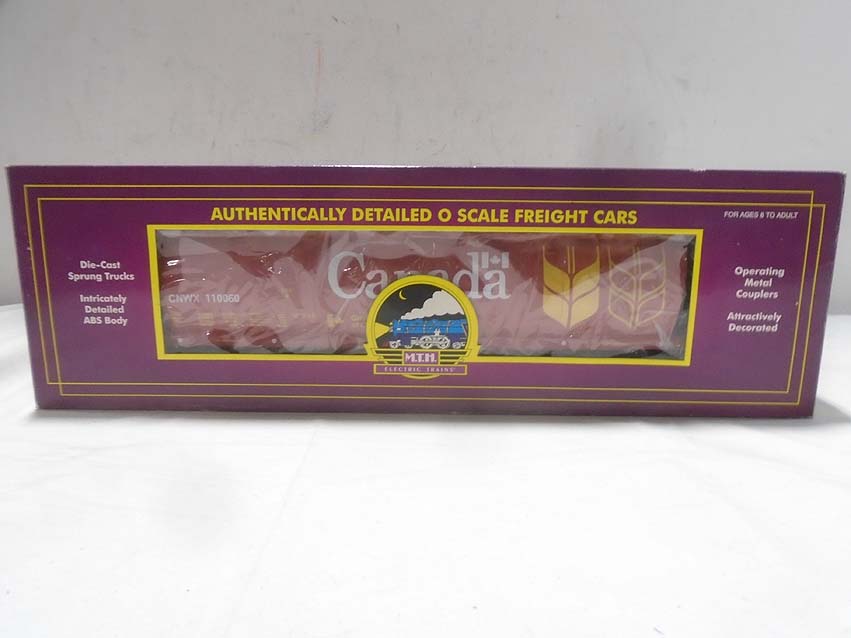 AUTHENTICALLY DETAILED O SCALE FREIGHT CARS
FOR AGES 8 TO ADULT
Die-Cast
Sprung Trucks
Intricately
Detailed
ABS Body
CNWX 110060
Canada
Operating
Metal
Couplers
Attractively
Decorated
M.T.H.
ELECTRIC TRAINS